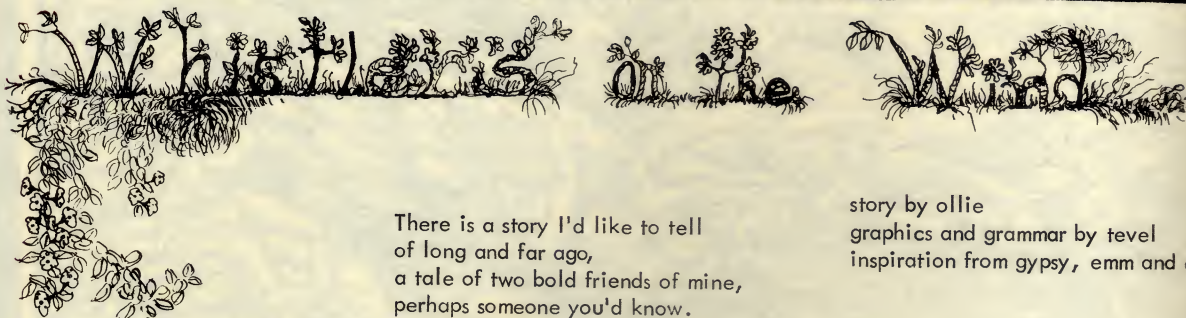 Whistlers on the Wind
There is a story I'd like to tell
of long and far ago,
a tale of two bold friends of mine,
perhaps someone you'd know.
story by ollie
graphics and grammar by tevel
inspiration from gypsy, emm and